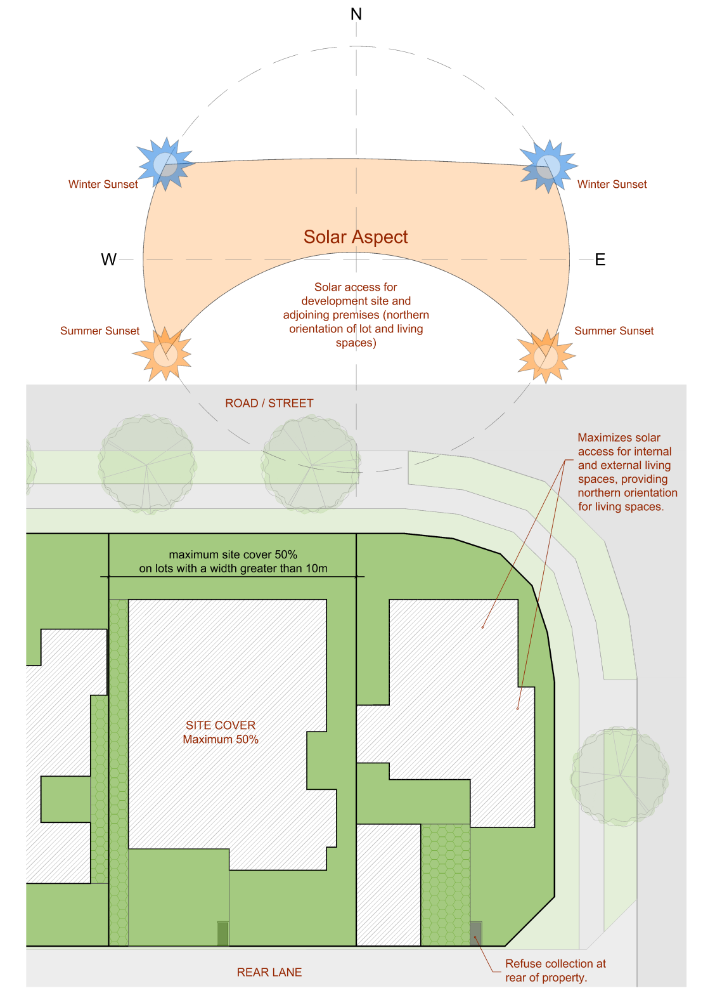 N
Winter Sunset
Winter Sunset
Solar Aspect
W
E
Solar access for
development site and
adjoining premises (northern
orientation of lot and living
spaces)
Summer Sunset
Summer Sunset
ROAD / STREET
Maximizes solar
access for internal
and external living
spaces, providing
northern orientation
for living spaces.
maximum site cover 50%
on lots with a width greater than 10m
SITE COVER
Maximum 50%
REAR LANE
Refuse collection at
rear of property.